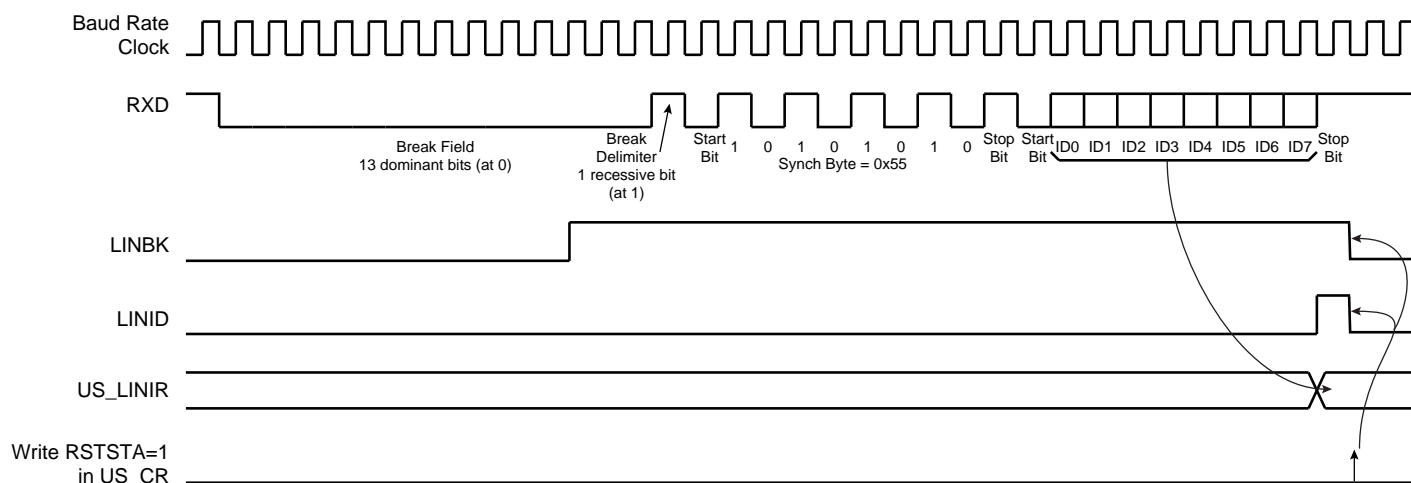 Baud Rate
Clock
RXD
Break Field
13 dominant bits (at 0)
Break
Delimiter
1 recessive bit
(at 1)
Start
Bit
1 0 1 0 1 0 1 0
Synch Byte = 0x55
Stop
Bit
Start
Bit
ID0 ID1 ID2 ID3 ID4 ID5 ID6 ID7
Stop
Bit
LINBK
LINID
US_LINIR
Write RSTSTA=1
in US_CR